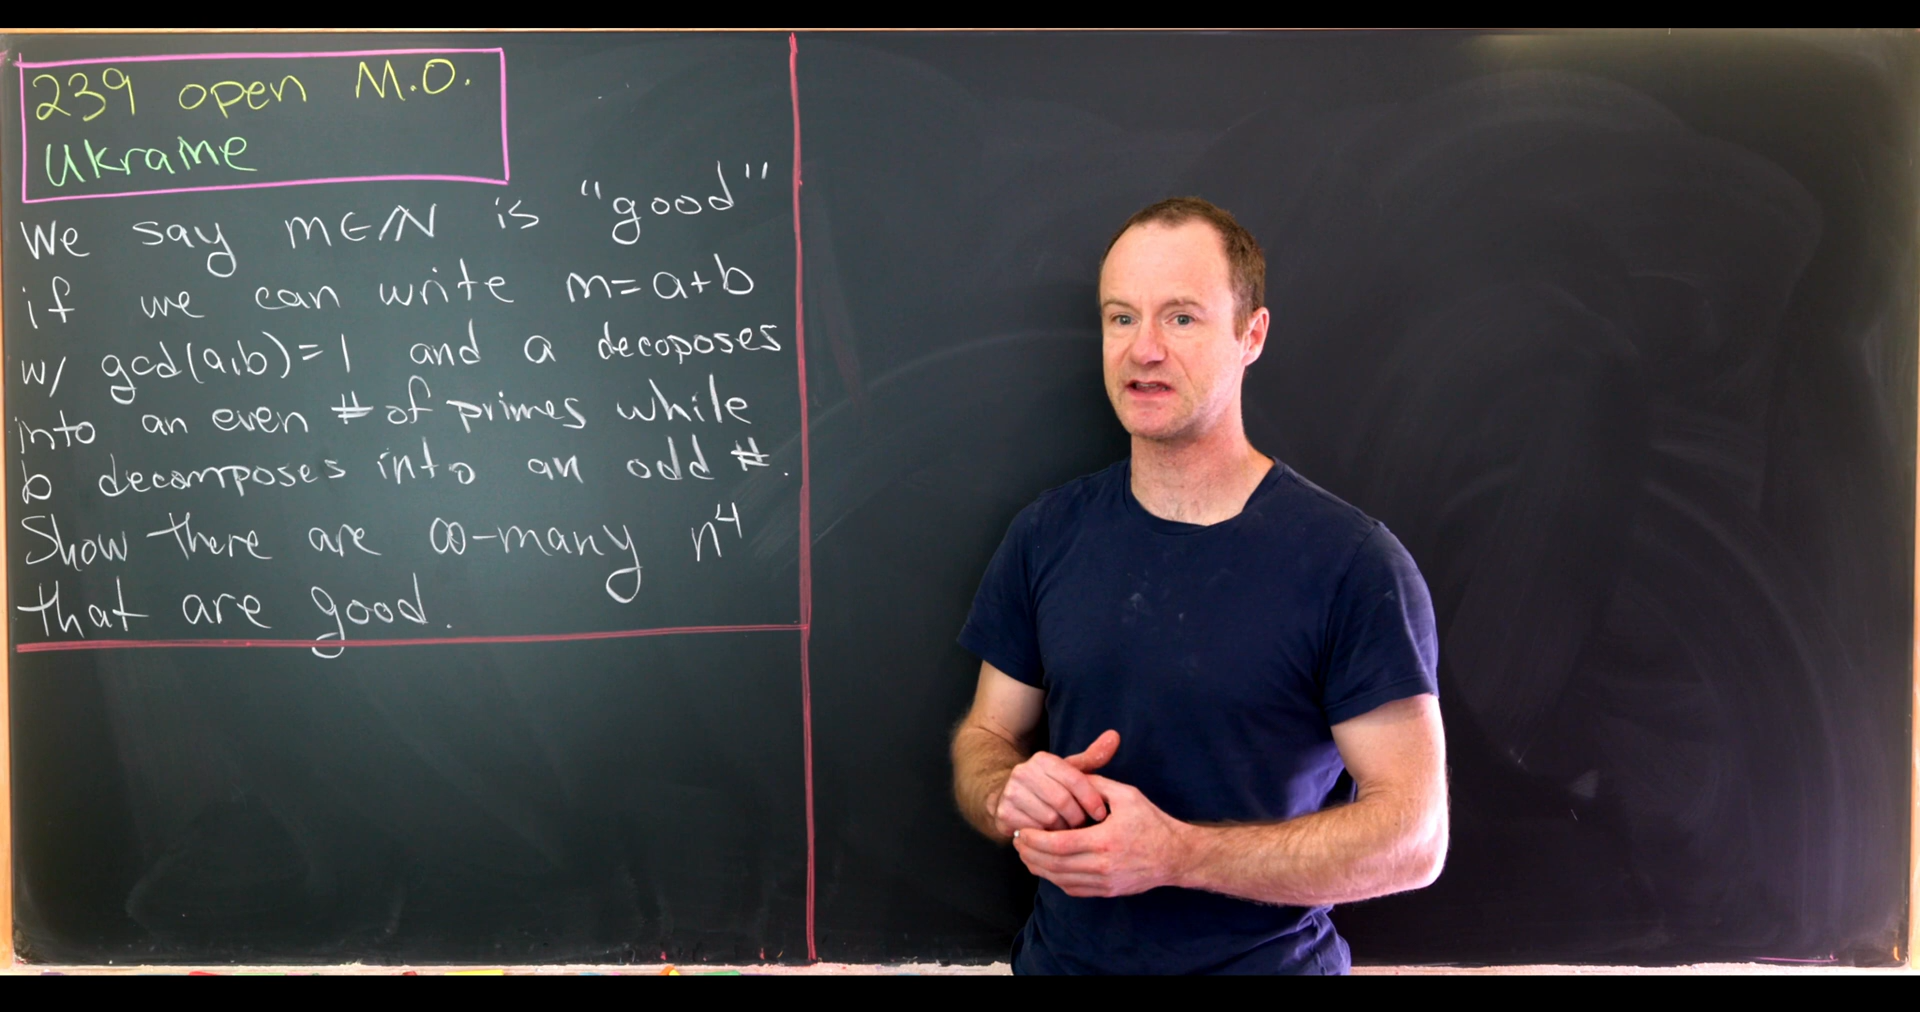 239 open M.O.
Ukraine
We say m∈ℕ is "good"
if we can write m=a+b
w/ gcd(a,b)=1 and a decoposes
into an even # of primes while
b decomposes into an odd #.
Show there are ∞-many n⁴
that are good.